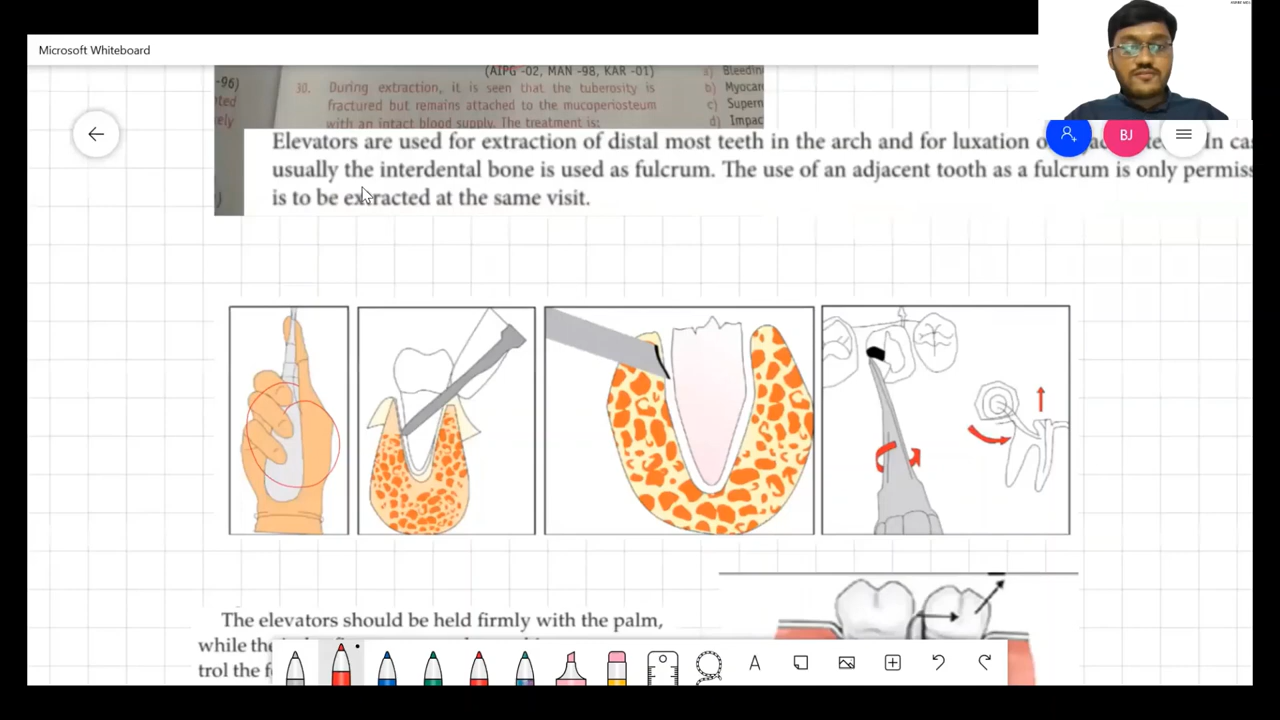 Microsoft Whiteboard
-96)
(AIPG -02, MAN -98, KAR -01)
30. During extraction, it is seen that the tuberosity is
fractured but remains attached to the mucoperiosteum
with an intact blood supply. The treatment is:
a) Bleedin
b) Myocar
c) Supern
d) Impac
Elevators are used for extraction of distal most teeth in the arch and for luxation In ca
usually the interdental bone is used as fulcrum. The use of an adjacent tooth as a fulcrum is only permis
is to be extracted at the same visit.
BJ
The elevators should be held firmly with the palm,
while the
trol the f
A